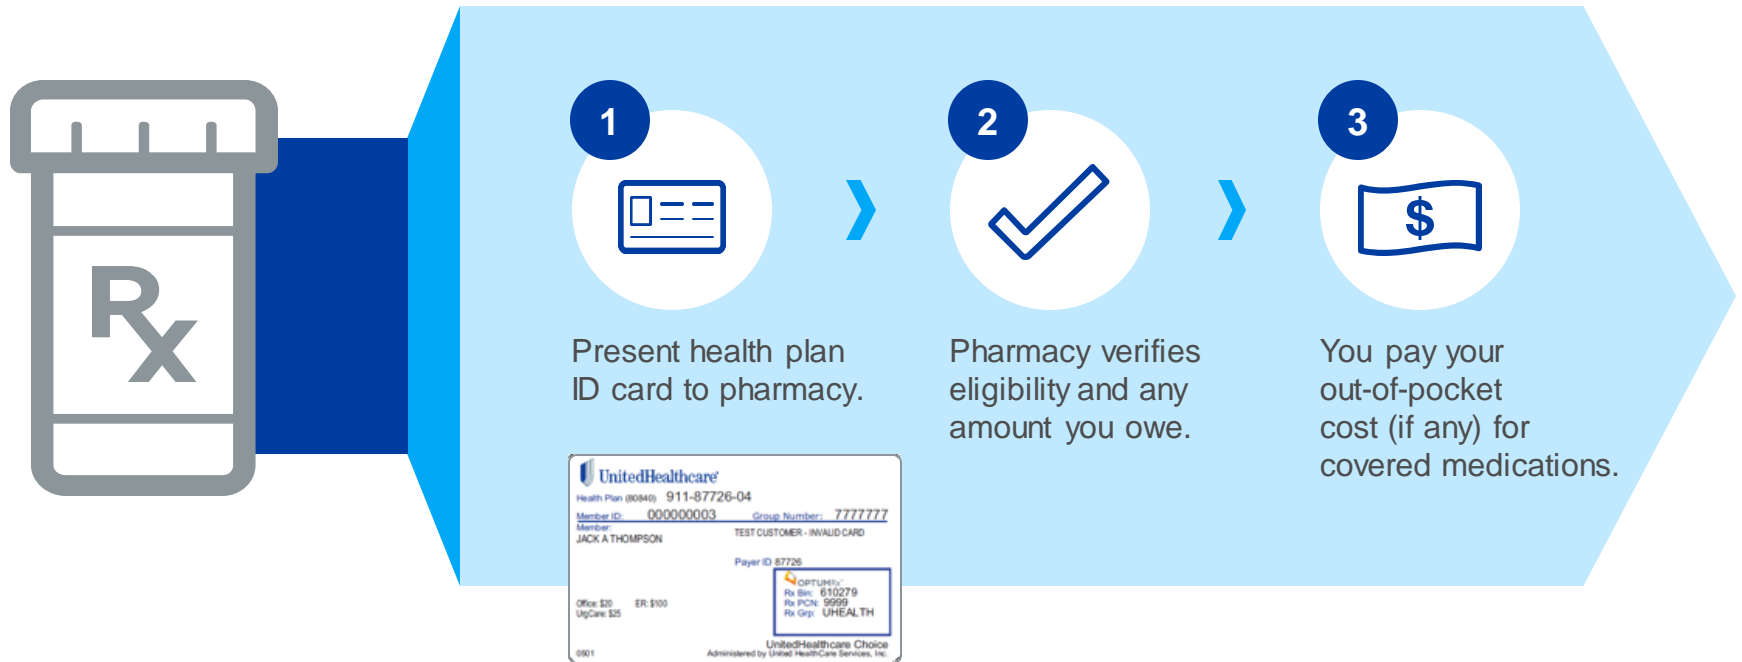 Rx
1
Present health plan
ID card to pharmacy.
2
Pharmacy verifies
eligibility and any
amount you owe.
3
$
You pay your
out-of-pocket
cost (if any) for
covered medications.
UnitedHealthcare
Health Plan (80840) 911-87726-04
Member ID: 000000003 Group Number: 7777777
Member:
JACK A THOMPSON
TEST CUSTOMER - INVALID CARD
Payer ID 87726
OPTUMRx
Rx Bin: 610279
Rx PCN: 9999
Rx Grp: UHEALTH
Office: $20 ER: $100
UrgCare: $25
UnitedHealthcare Choice
0501 Administered by United HealthCare Services, Inc.